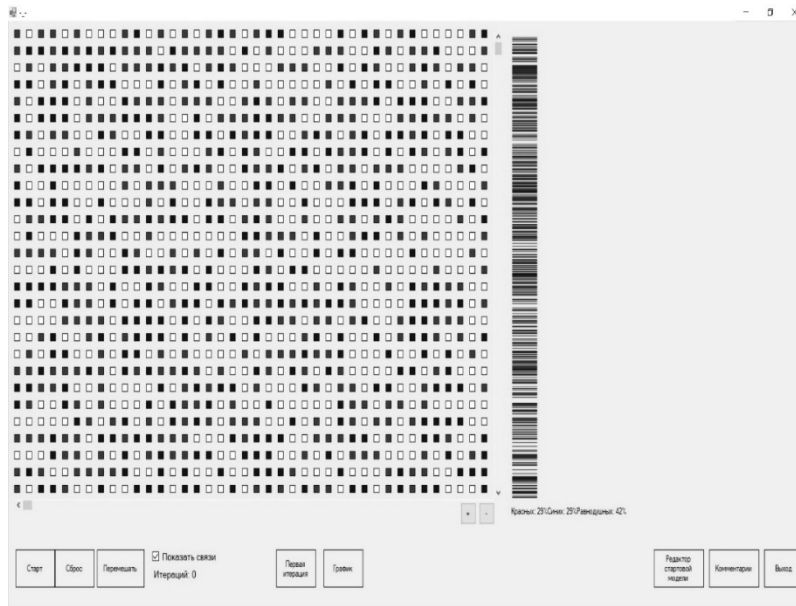 -.-
+ -
Красных: 29%Синих: 29%Равнодушных: 42%
Старт
Сброс
Перемешать
Показать связи
Итераций: 0
Первая
итерация
График
Редактор
стартовой
модели
Комментарии
Выход